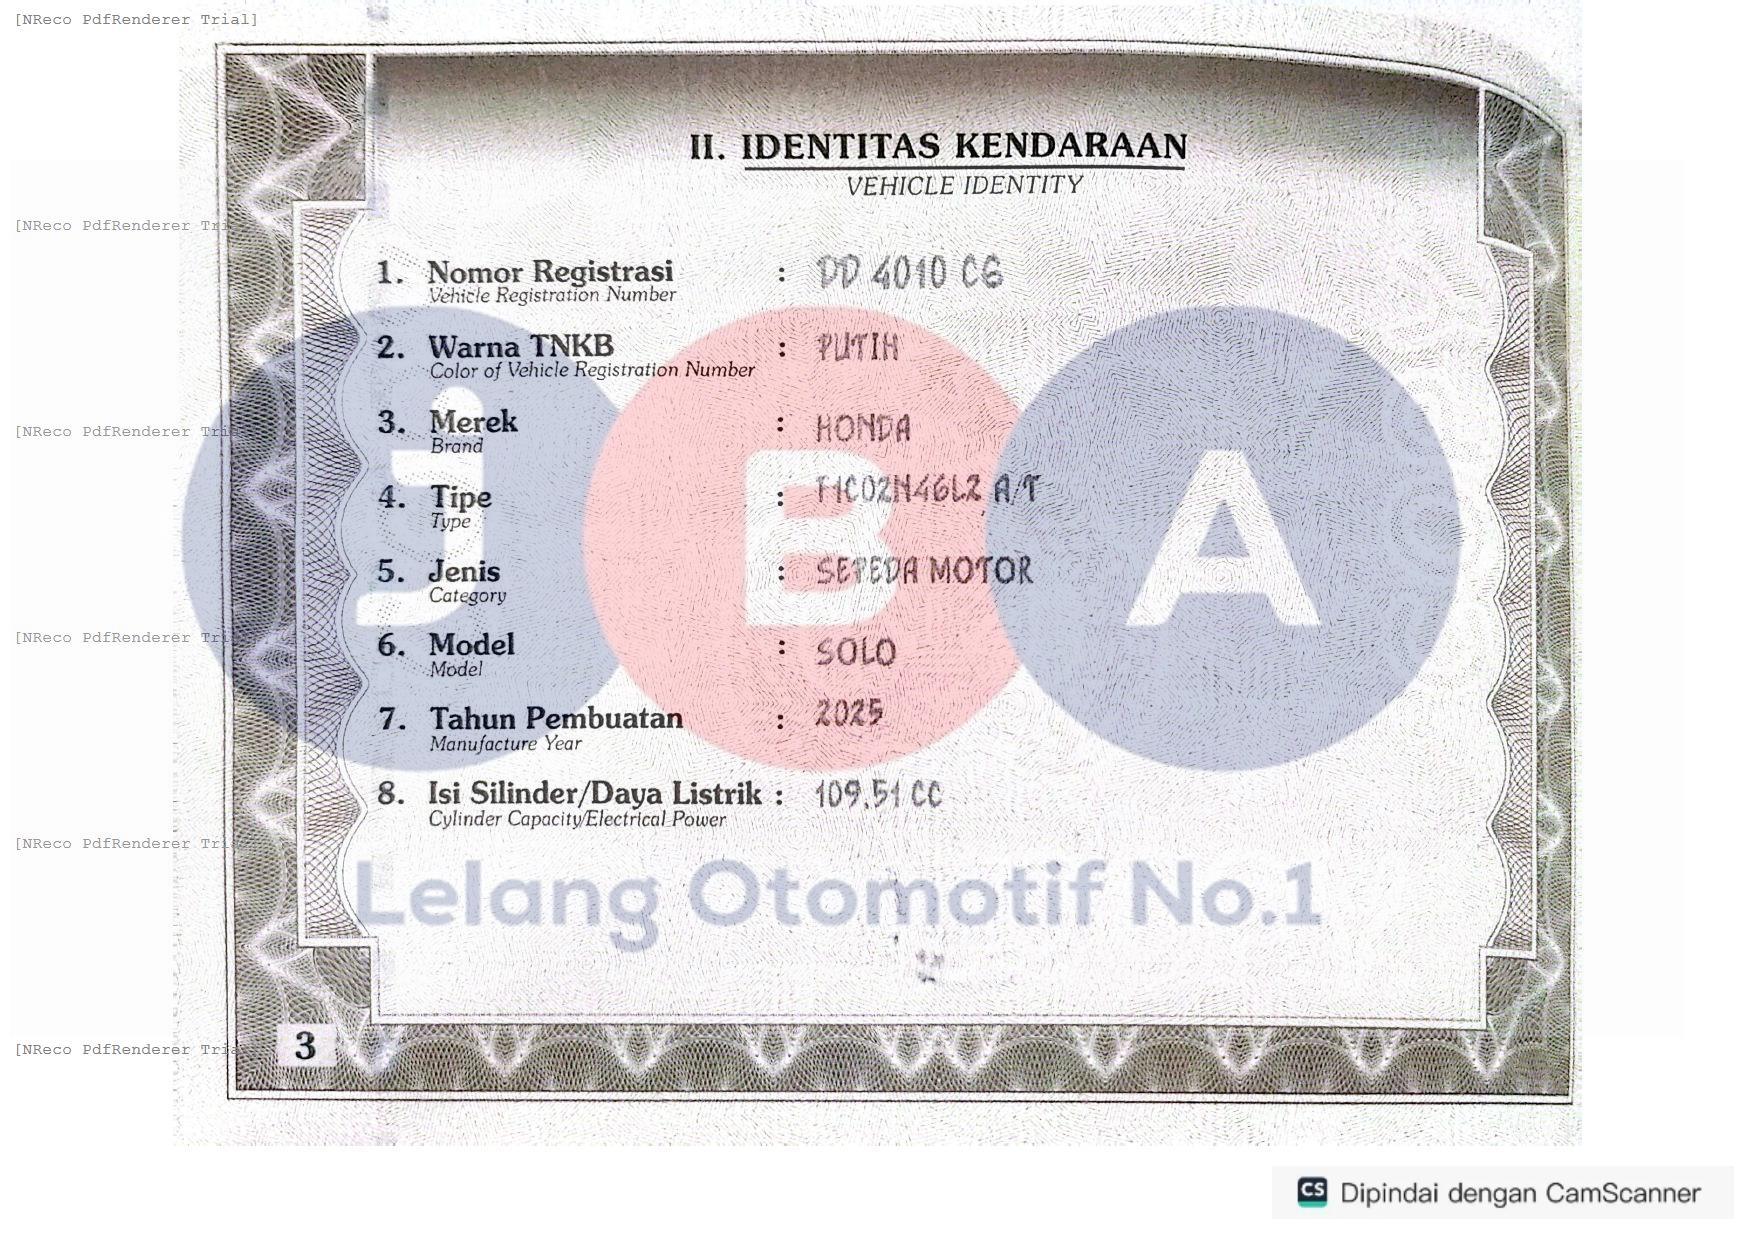 [NReco PdfRenderer Trial]
II. IDENTITAS KENDARAAN
VEHICLE IDENTITY
[NReco PdfRenderer Tri
1. Nomor Registrasi : DD 4010 CG
Vehicle Registration Number
2. Warna TNKB : PUTIH
Color of Vehicle Registration Number
3. Merek : HONDA
Brand
[NReco PdfRenderer Tri
4. Tipe : A/T
Type
5. Jenis : SEPEDA MOTOR
Category
6. Model : SOLO
Model
[NReco PdfRenderer Tri
7. Tahun Pembuatan : 2025
Manufacture Year
8. Isi Silinder/Daya Listrik : 109.51 CC
Cylinder Capacity/Electrical Power
[NReco PdfRenderer Tri
jBA
Lelang Otomotif No.1
3
[NReco PdfRenderer Tria
CS Dipindai dengan CamScanner